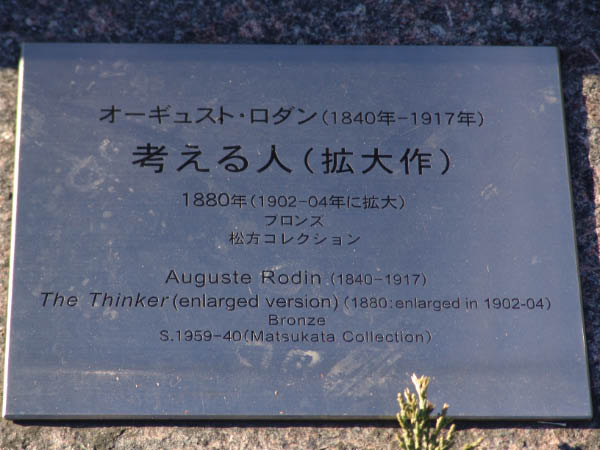 オーギュスト・ロダン(1840年-1917年)
考える人(拡大作)
1880年(1902-04年に拡大)
ブロンズ
松方コレクション
Auguste Rodin (1840-1917)
The Thinker(enlarged version) (1880:enlarged in 1902-04)
Bronze
S.1959-40(Matsukata Collection)